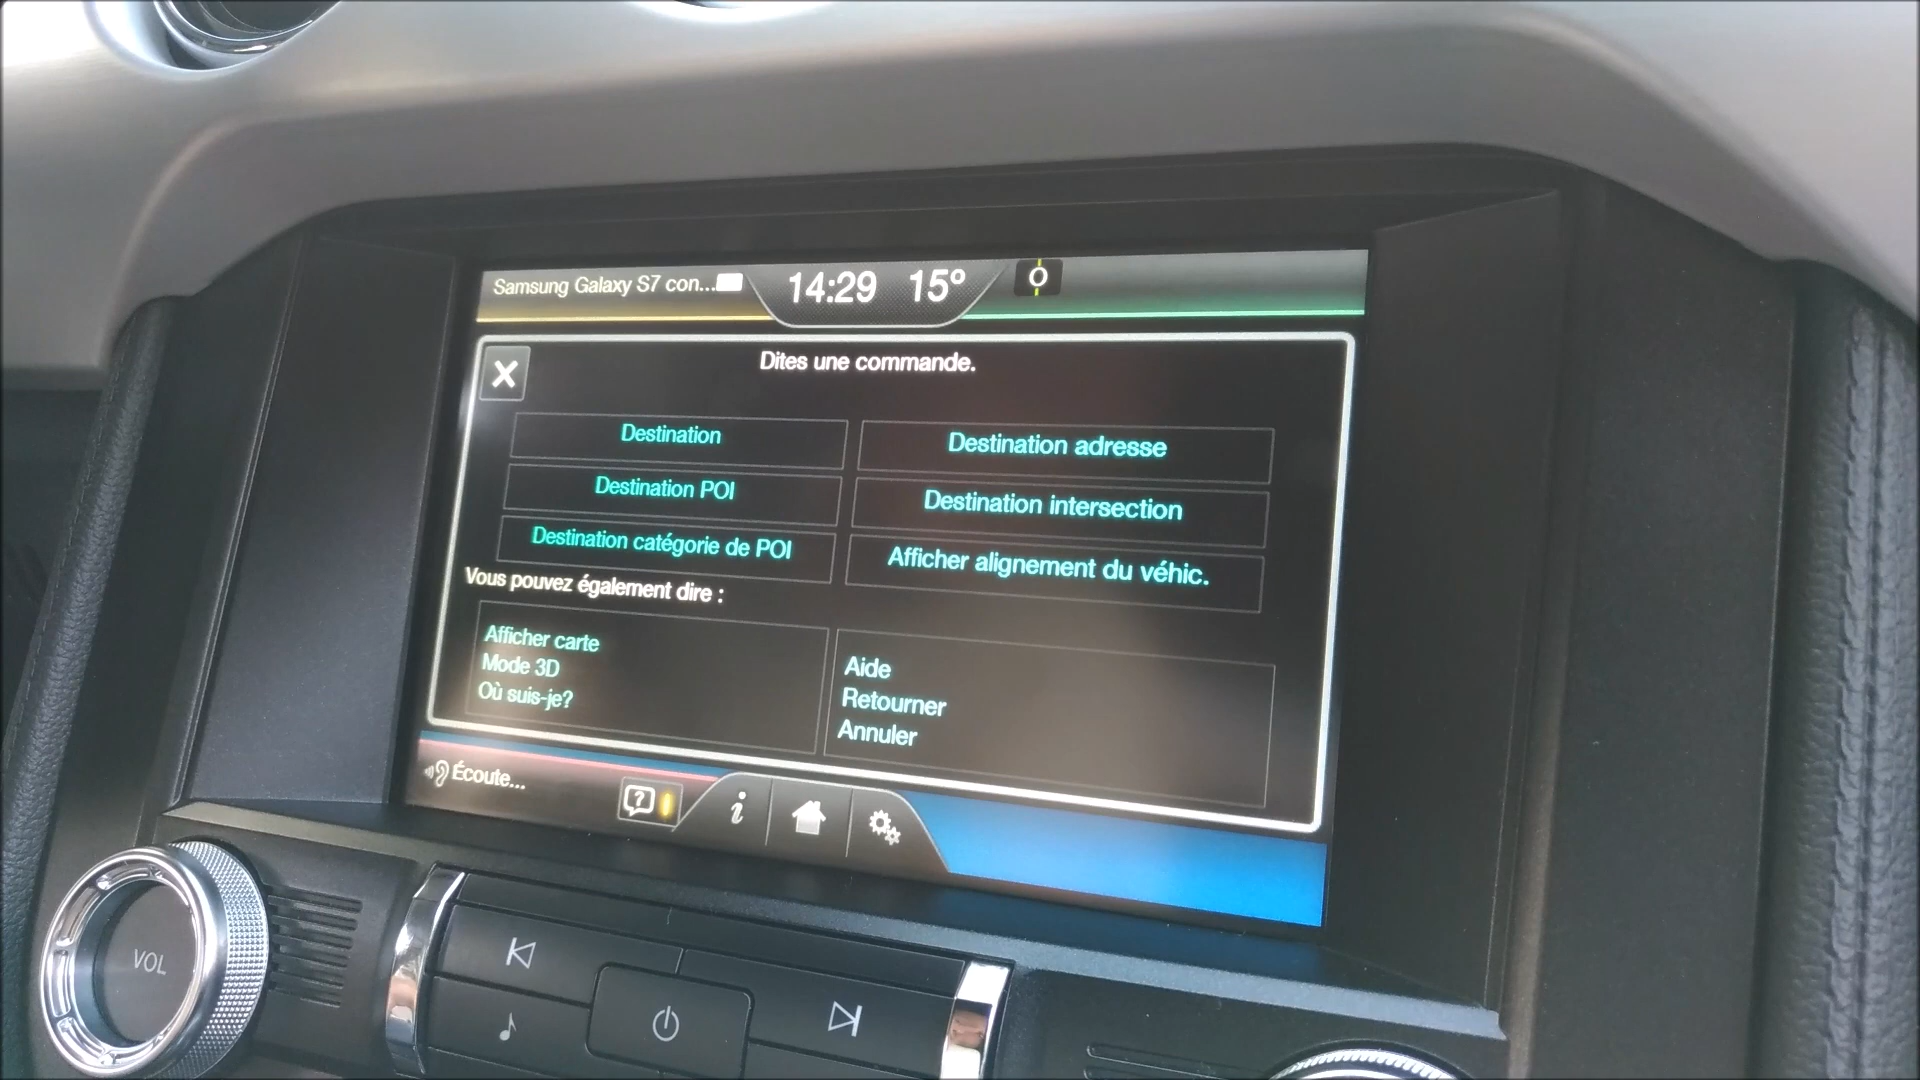 Samsung Galaxy S7 con...
14:29 15°
O
X
Dites une commande.
Destination
Destination adresse
Destination POI
Destination intersection
Destination catégorie de POI
Afficher alignement du véhic.
Vous pouvez également dire :
Afficher carte
Mode 3D
Où suis-je?
Aide
Retourner
Annuler
Écoute...
?
i
VOL